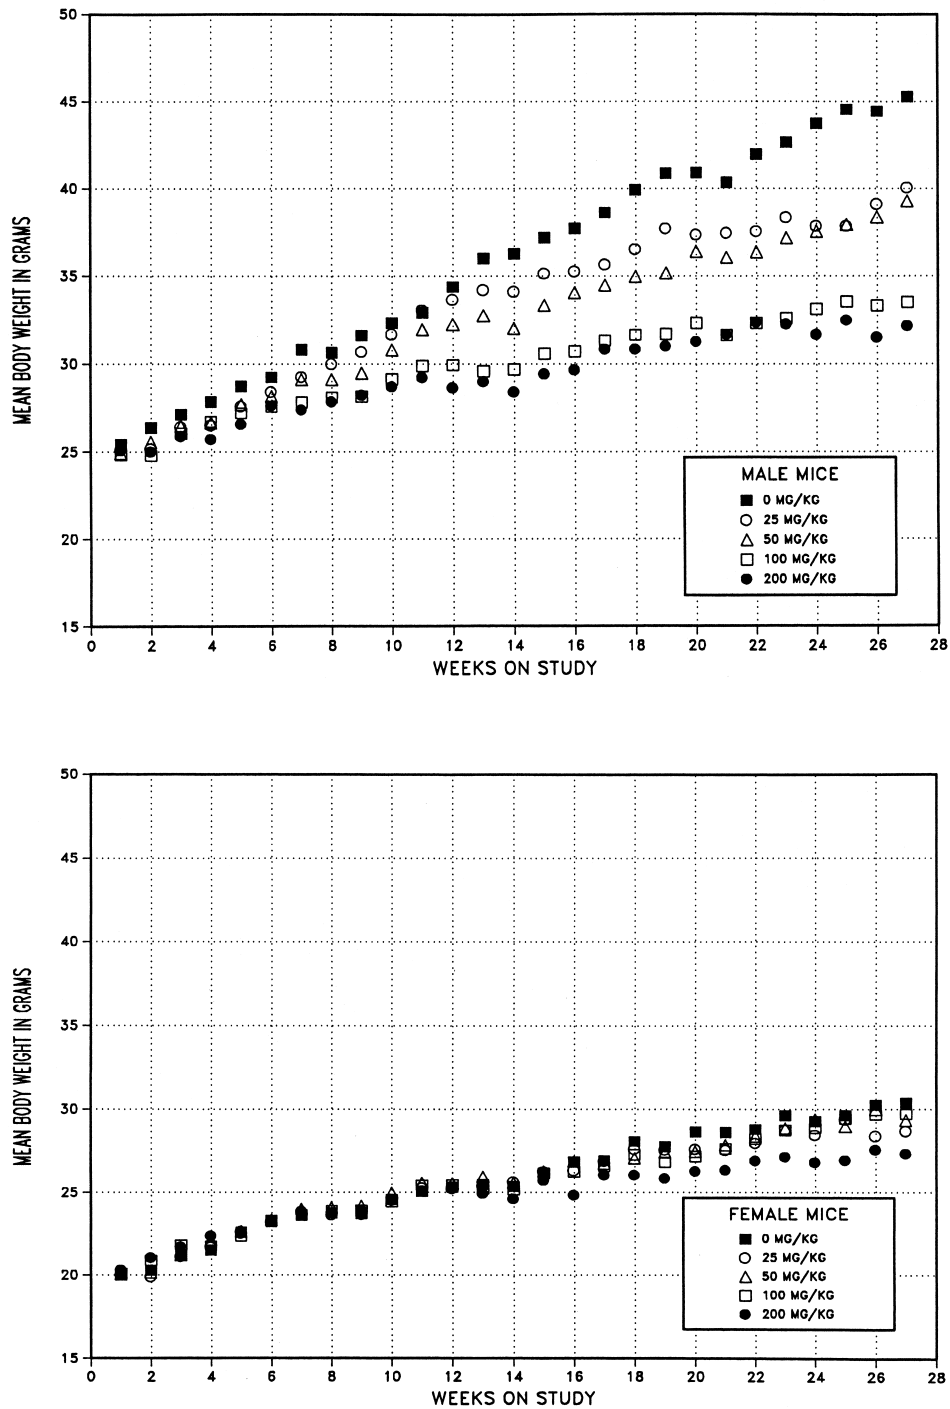 50
45
40
35
30
25
20
15
MEAN BODY WEIGHT IN GRAMS
MALE MICE
0 MG/KG
25 MG/KG
50 MG/KG
100 MG/KG
200 MG/KG
0 2 4 6 8 10 12 14 16 18 20 22 24 26 28
WEEKS ON STUDY
50
45
40
35
30
25
20
15
MEAN BODY WEIGHT IN GRAMS
FEMALE MICE
0 MG/KG
25 MG/KG
50 MG/KG
100 MG/KG
200 MG/KG
0 2 4 6 8 10 12 14 16 18 20 22 24 26 28
WEEKS ON STUDY